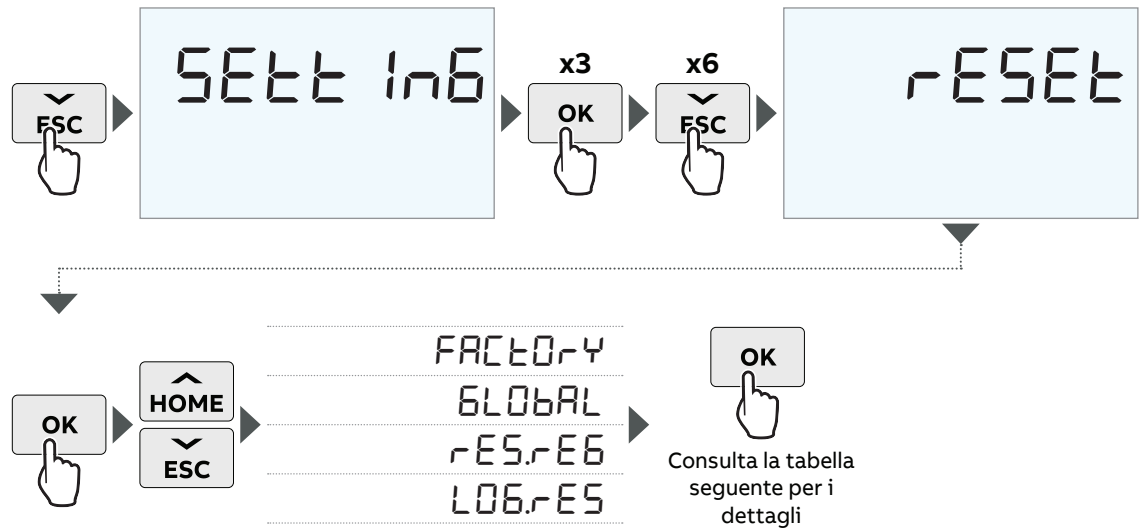 x3
x6
ESC
SEtt InG
OK
ESC
rESEt
OK
HOME
ESC
FACtOrY
GLObAL
rES.rEG
LOG.rES
OK
Consulta la tabella
seguente per i
dettagli